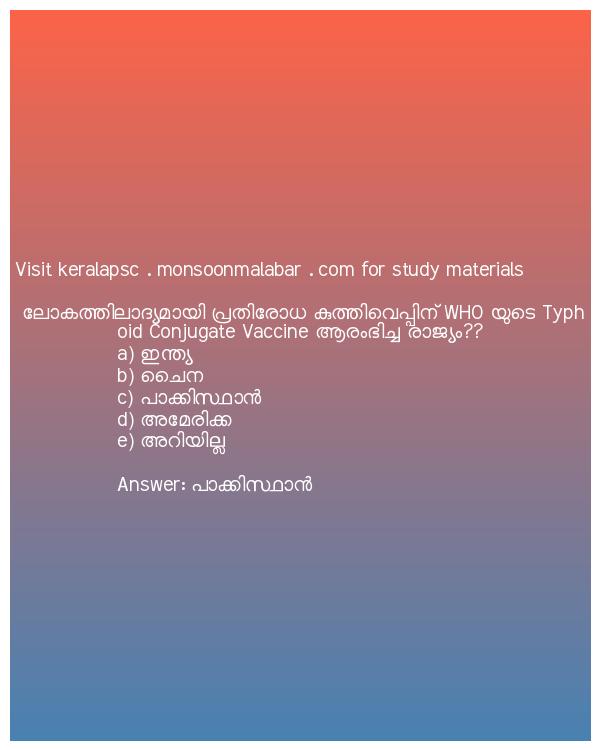 Visit keralapsc . monsoonmalabar . com for study materials
ലോകത്തിലാദ്യമായി പ്രതിരോധ കുത്തിവെപ്പിന് WHO യുടെ Typh
oid Conjugate Vaccine ആരംഭിച്ച രാജ്യം??
a) ഇന്ത്യ
b) ചൈന
c) പാക്കിസ്ഥാൻ
d) അമേരിക്ക
e) അറിയില്ല
Answer: പാക്കിസ്ഥാൻ